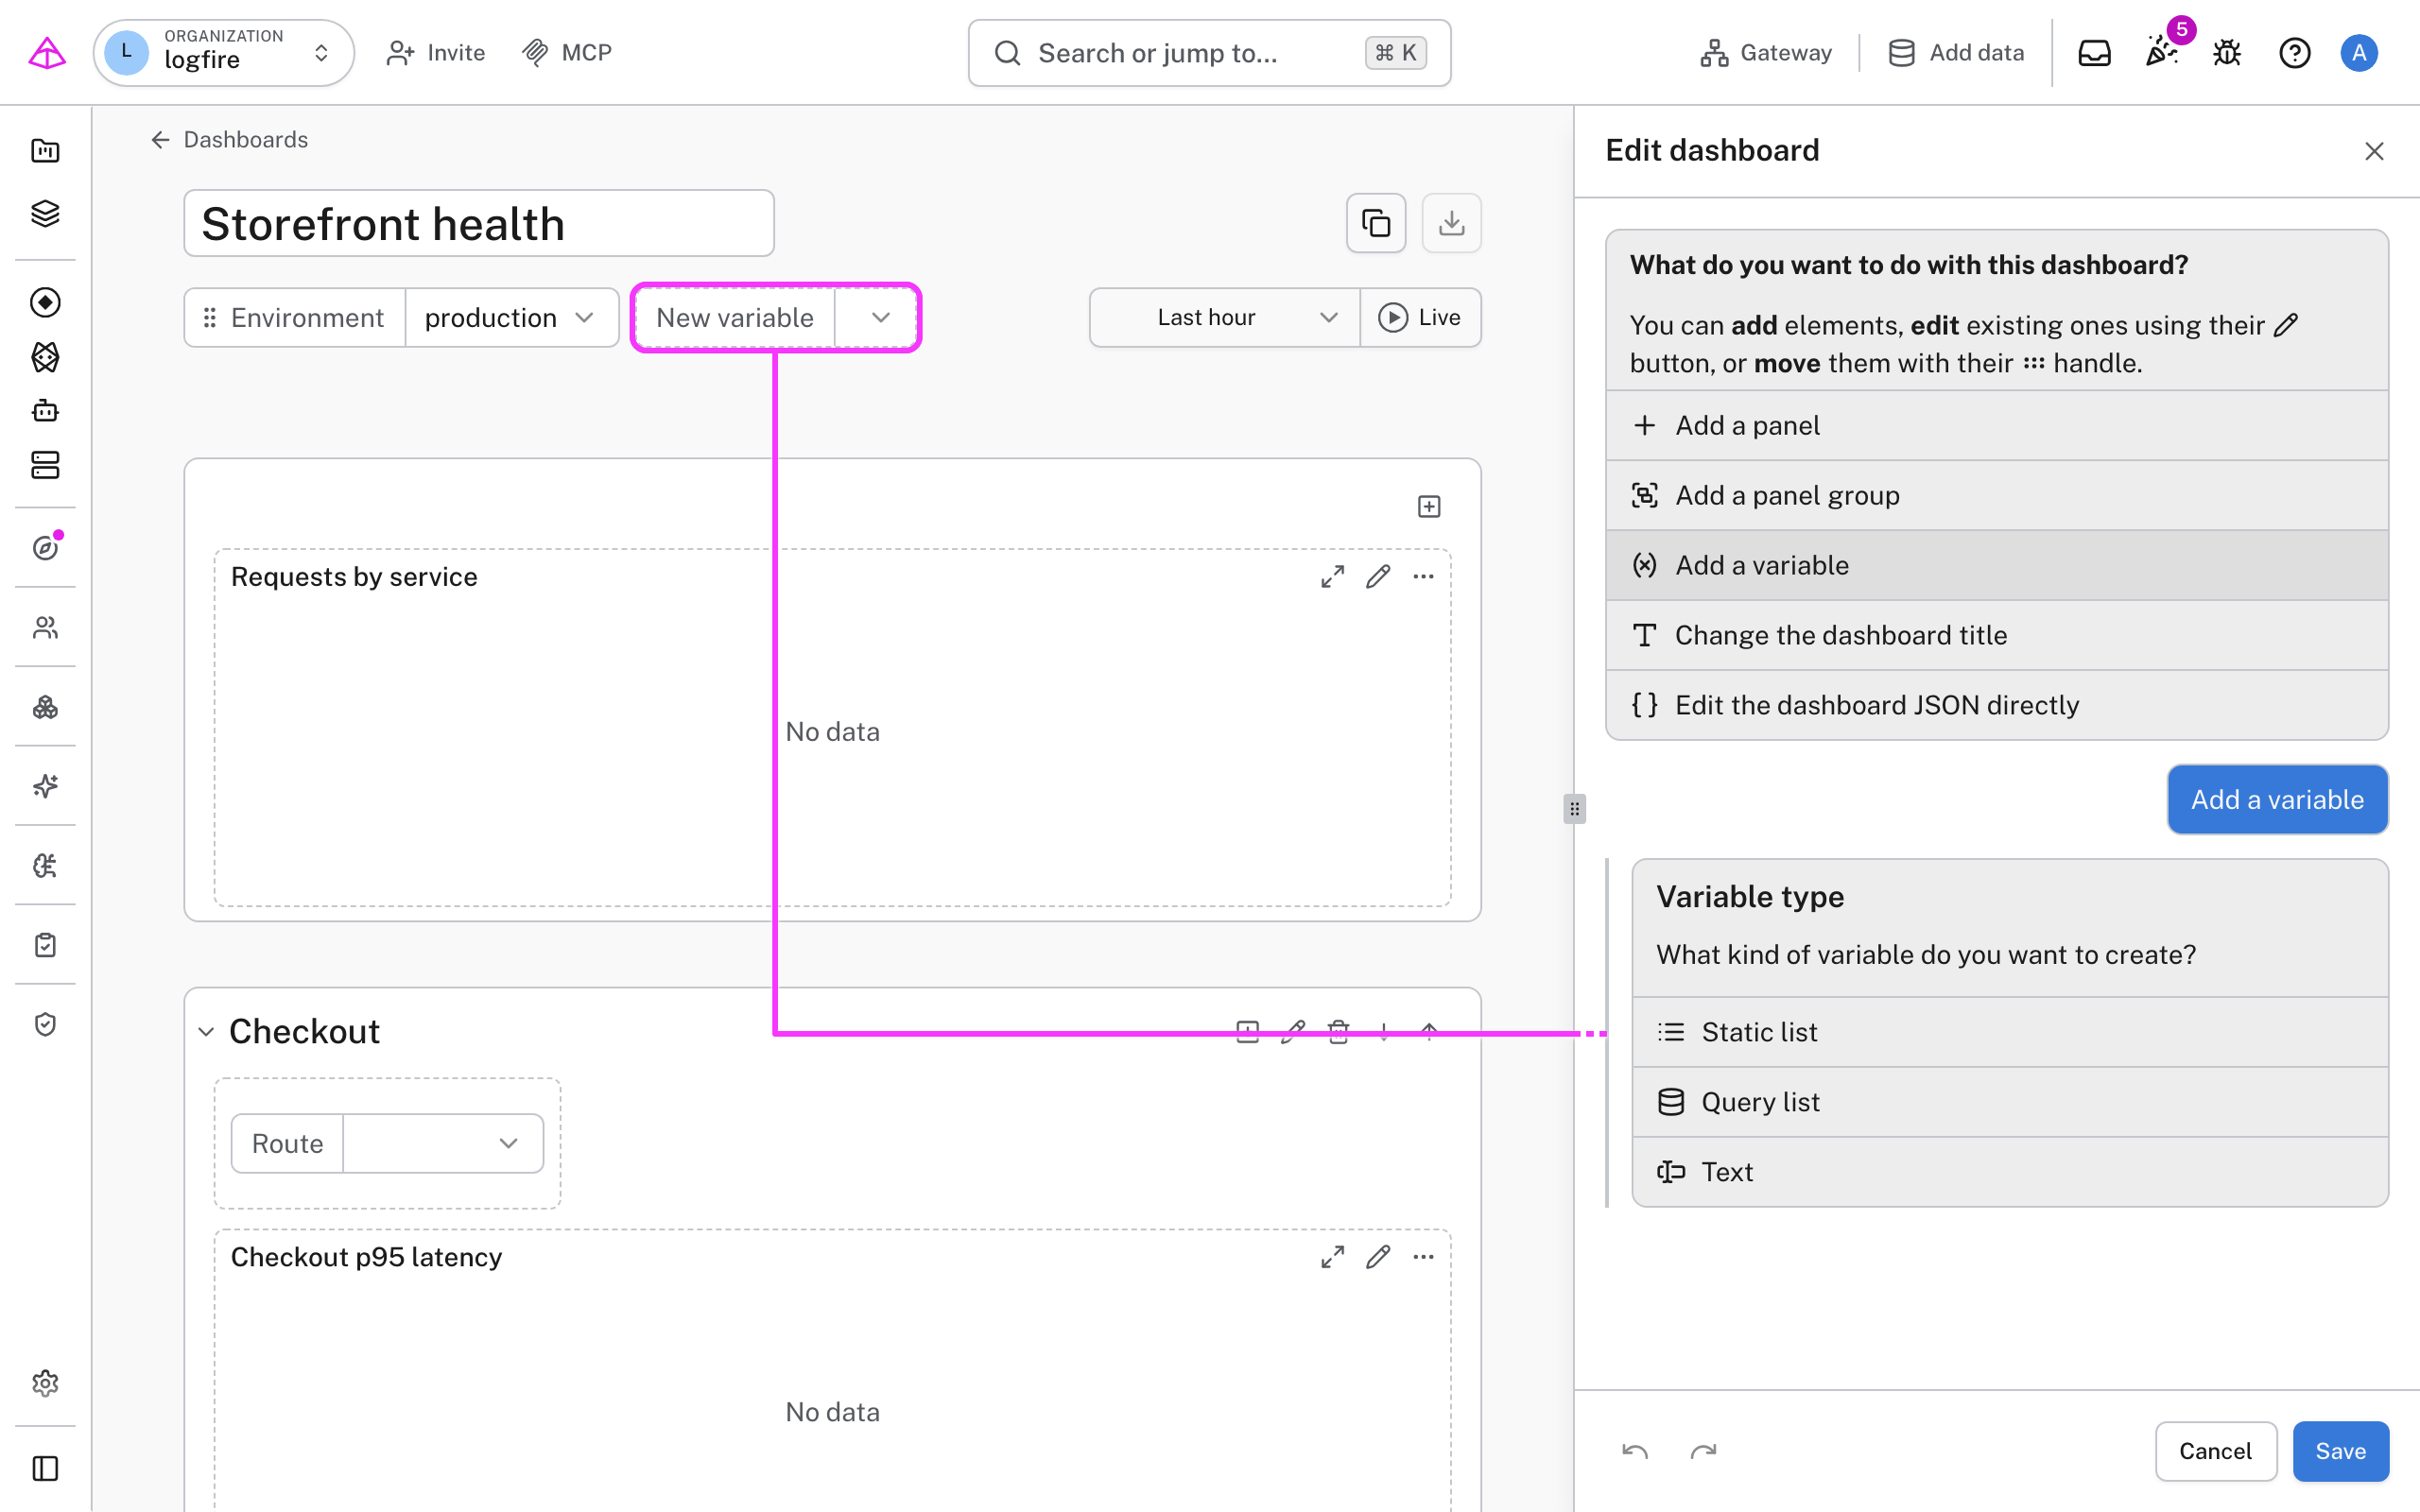 L
ORGANIZATION
logfire
Invite
MCP
Search or jump to...
⌘ K
Gateway
Add data
5
A
Dashboards
Storefront health
Environment
production
New variable
Last hour
Live
Requests by service
No data
Checkout
Route
Checkout p95 latency
No data
Edit dashboard
What do you want to do with this dashboard?
You can add elements, edit existing ones using their
button, or move them with their handle.
Add a panel
Add a panel group
Add a variable
Change the dashboard title
Edit the dashboard JSON directly
Add a variable
Variable type
What kind of variable do you want to create?
Static list
Query list
Text
Cancel
Save